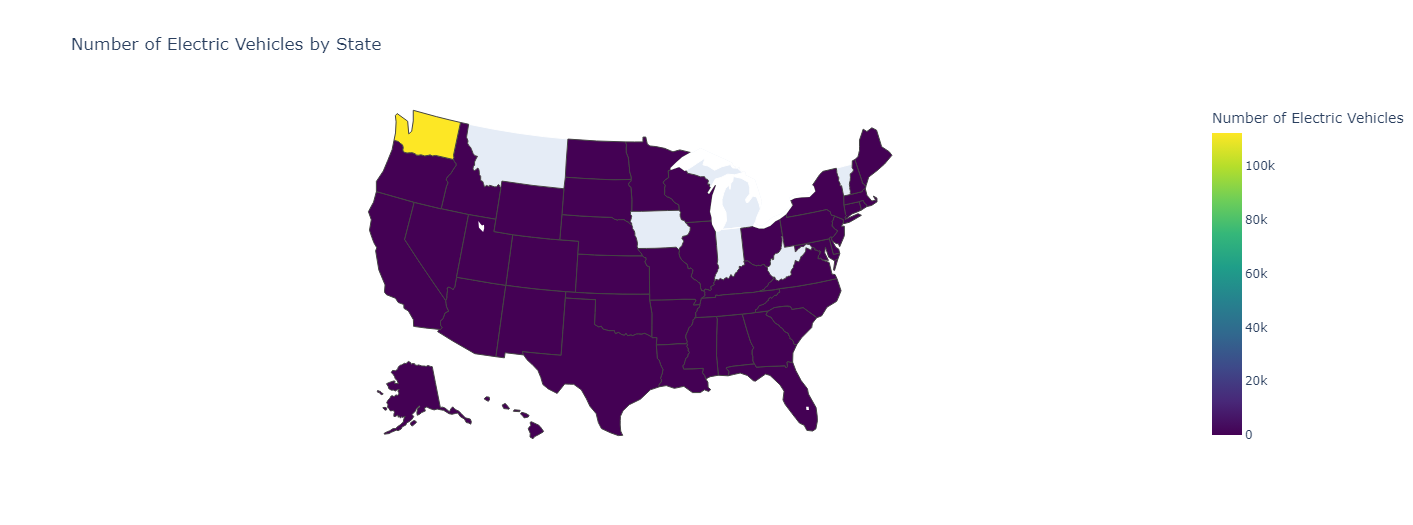 Number of Electric Vehicles by State
Number of Electric Vehicles
100k
80k
60k
40k
20k
0